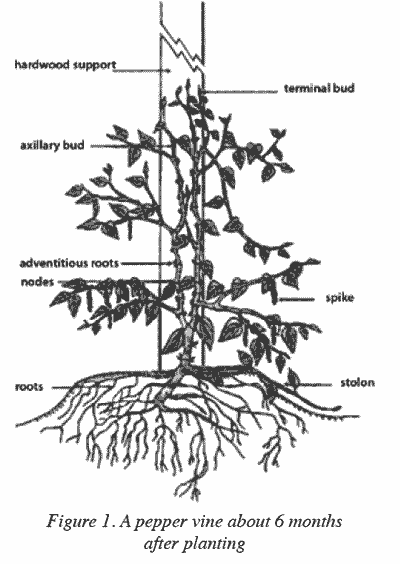 hardwood support
terminal bud
axillary bud
adventitious roots
nodes
spike
roots
stolon
Figure 1. A pepper vine about 6 months
after planting